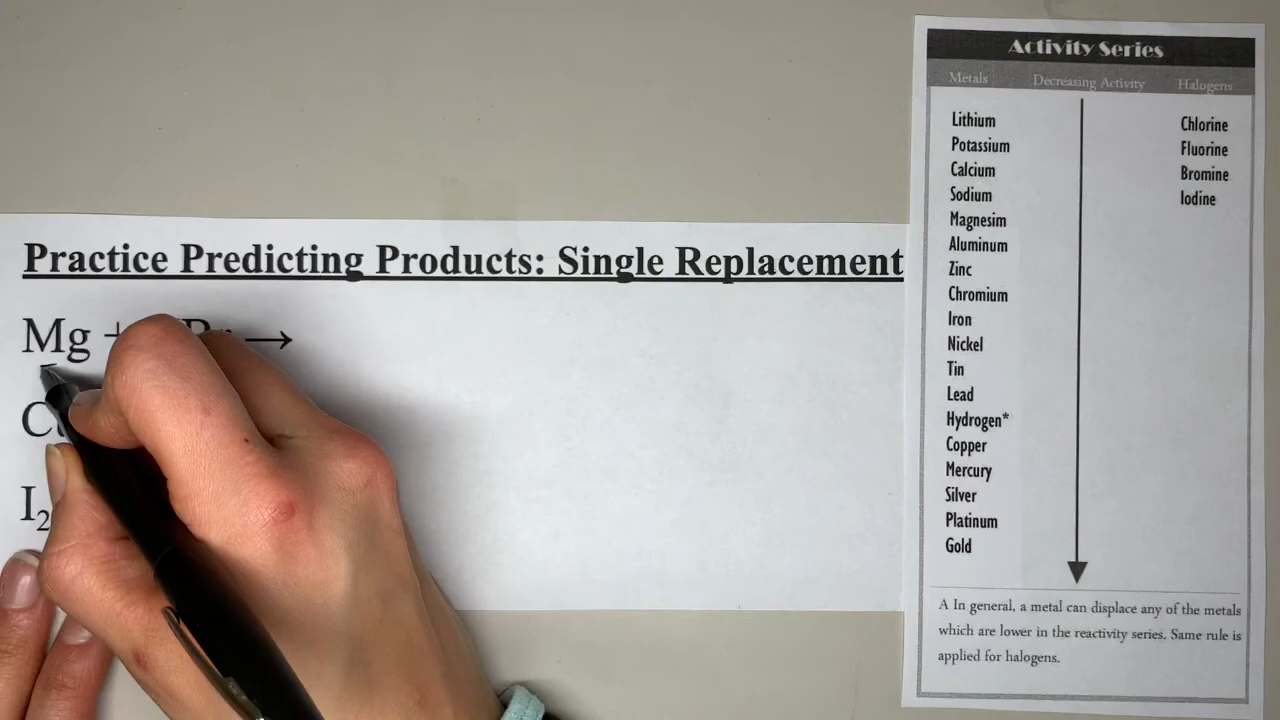 Practice Predicting Products: Single Replacement
Mg + Br →
I2
Activity Series
Metals Decreasing Activity Halogens
Lithium Chlorine
Potassium Fluorine
Calcium Bromine
Sodium Iodine
Magnesim
Aluminum
Zinc
Chromium
Iron
Nickel
Tin
Lead
Hydrogen*
Copper
Mercury
Silver
Platinum
Gold
A In general, a metal can displace any of the metals
which are lower in the reactivity series. Same rule is
applied for halogens.